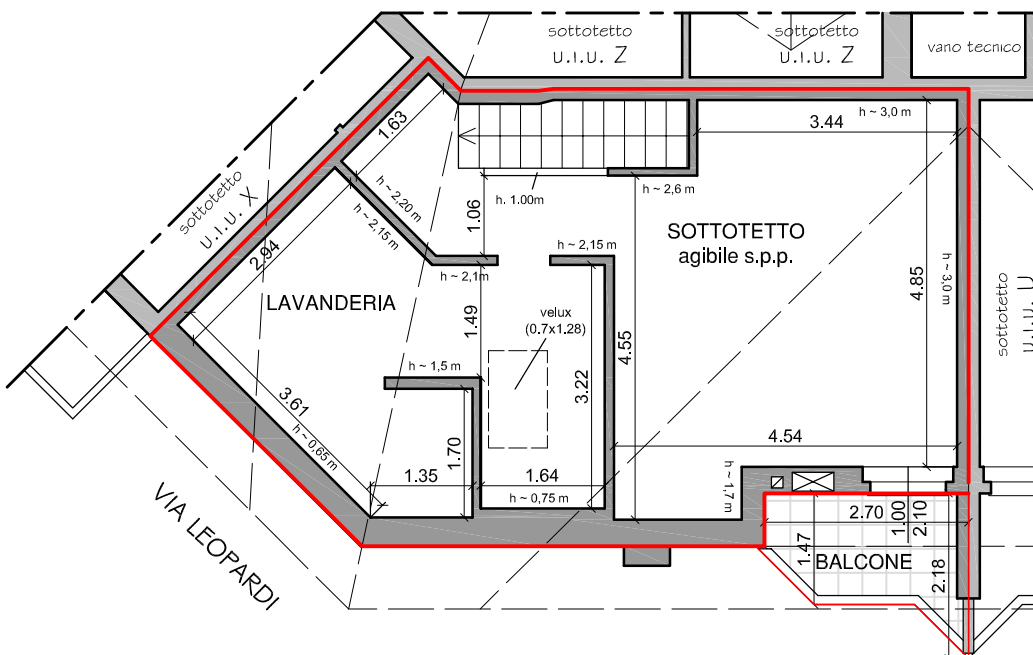 sottotetto
U.I.U. Z
sottotetto
U.I.U. Z
vano tecnico
h ~ 3,0 m
3.44
1.63
sottotetto
U.I.U. X
h ~ 2,20 m
h ~ 2,15 m
h. 1.00m
1.06
h ~ 2,6 m
SOTTOTETTO
agibile s.p.p.
h ~ 2,15 m
h ~ 2,1m
2.94
LAVANDERIA
4.85
h ~ 3,0 m
sottotetto
U.I.U. U
velux
(0.7x1.28)
1.49
4.55
3.22
h ~ 1,5 m
3.61
h ~ 0,65 m
1.70
1.35
1.64
h ~ 0,75 m
4.54
h ~ 1,7 m
VIA LEOPARDI
2.70
1.00
2.10
1.47
BALCONE
2.18